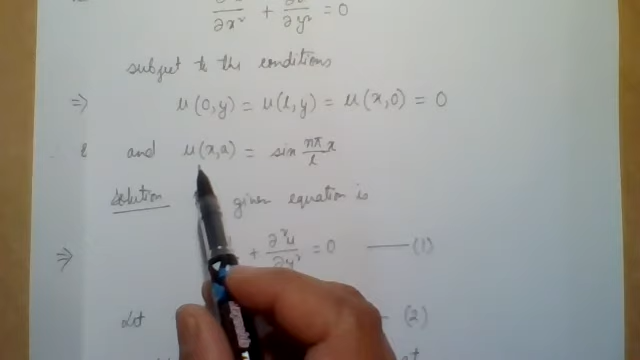 ∂x² + ∂y² = 0
subject to the conditions
⇒ u(0,y) = u(l,y) = u(x,0) = 0
and u(x,a) = sin nπ/l x
Solution given equation is
⇒ + ∂²u/∂y² = 0 —— (1)
Let — (2)